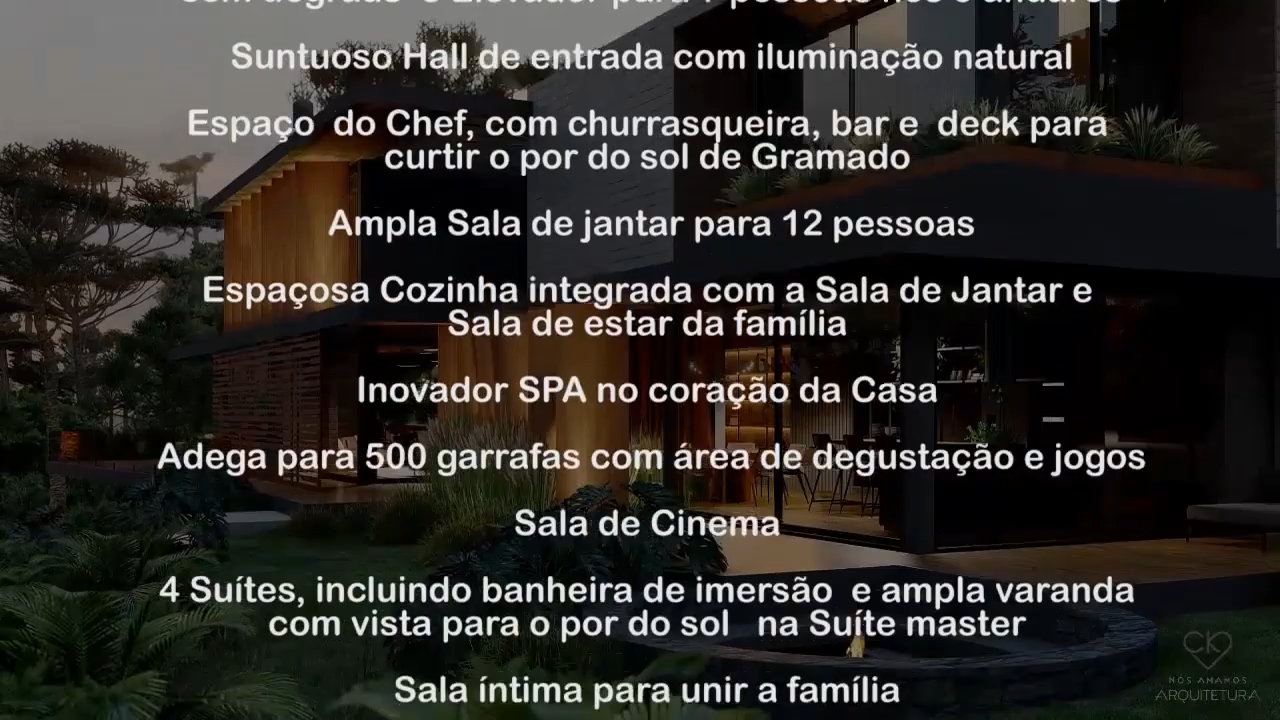 Suntuoso Hall de entrada com iluminação natural
Espaço do Chef, com churrasqueira, bar e deck para
curtir o por do sol de Gramado
Ampla Sala de jantar para 12 pessoas
Espaçosa Cozinha integrada com a Sala de Jantar e
Sala de estar da família
Inovador SPA no coração da Casa
Adega para 500 garrafas com área de degustação e jogos
Sala de Cinema
4 Suítes, incluindo banheira de imersão e ampla varanda
com vista para o por do sol na Suíte master
Sala íntima para unir a família
CK
NÓS AMAMOS
ARQUITETURA